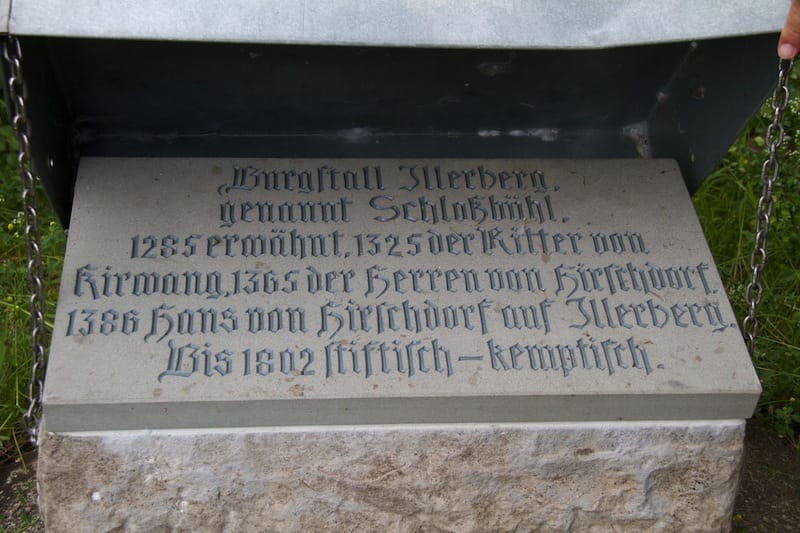 Burgstall Illerberg,
genannt Schloßbühl.
1285 erwähnt, 1325 der Ritter von
Kirwang, 1365 der Herren von Hirschdorf.
1386 Hans von Hirschdorf auf Illerberg.
Bis 1802 stiftisch – kemptisch.